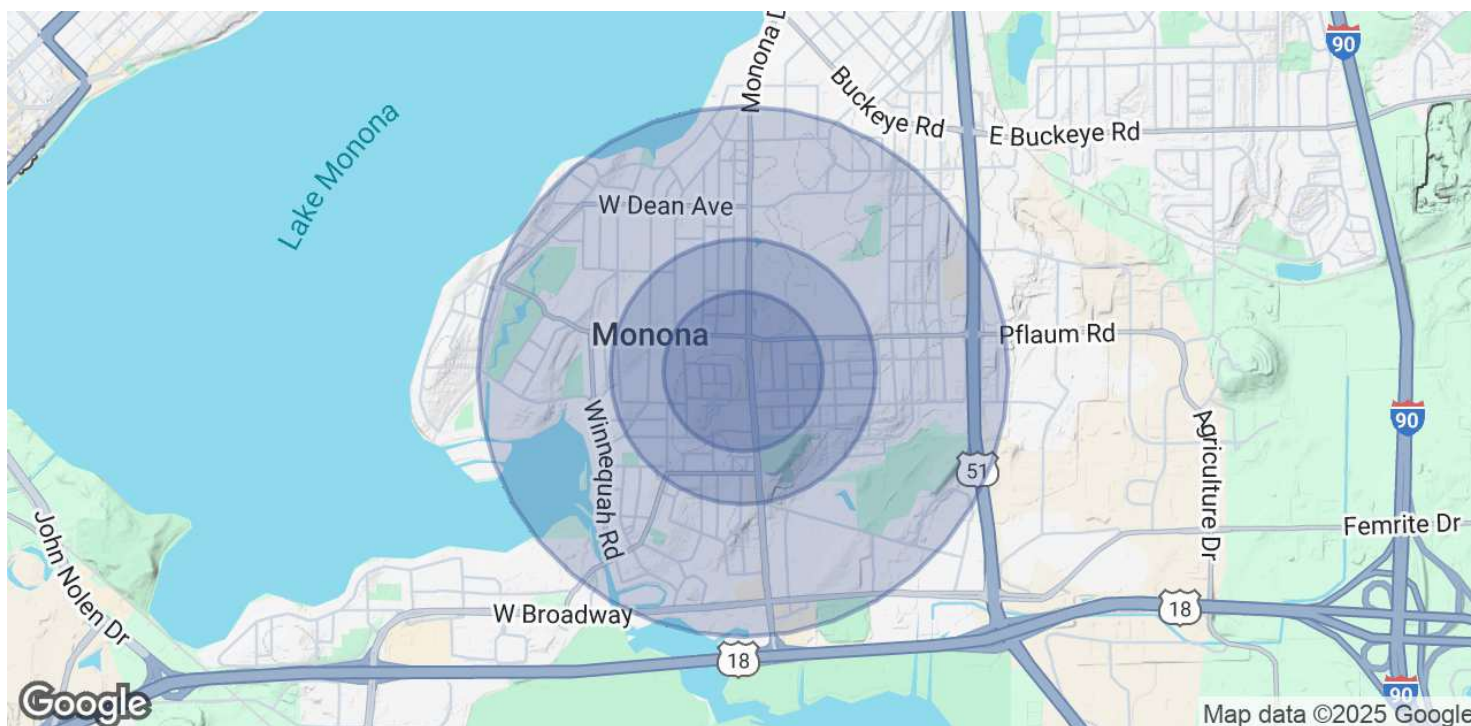 Monona D
90
Buckeye Rd
E Buckeye Rd
Lake Monona
W Dean Ave
Monona
Pflaum Rd
90
Winnequah Rd
Agriculture Dr
51
John Nolen Dr
Femrite Dr
W Broadway
18
18
90
Google
Map data ©2025 Google